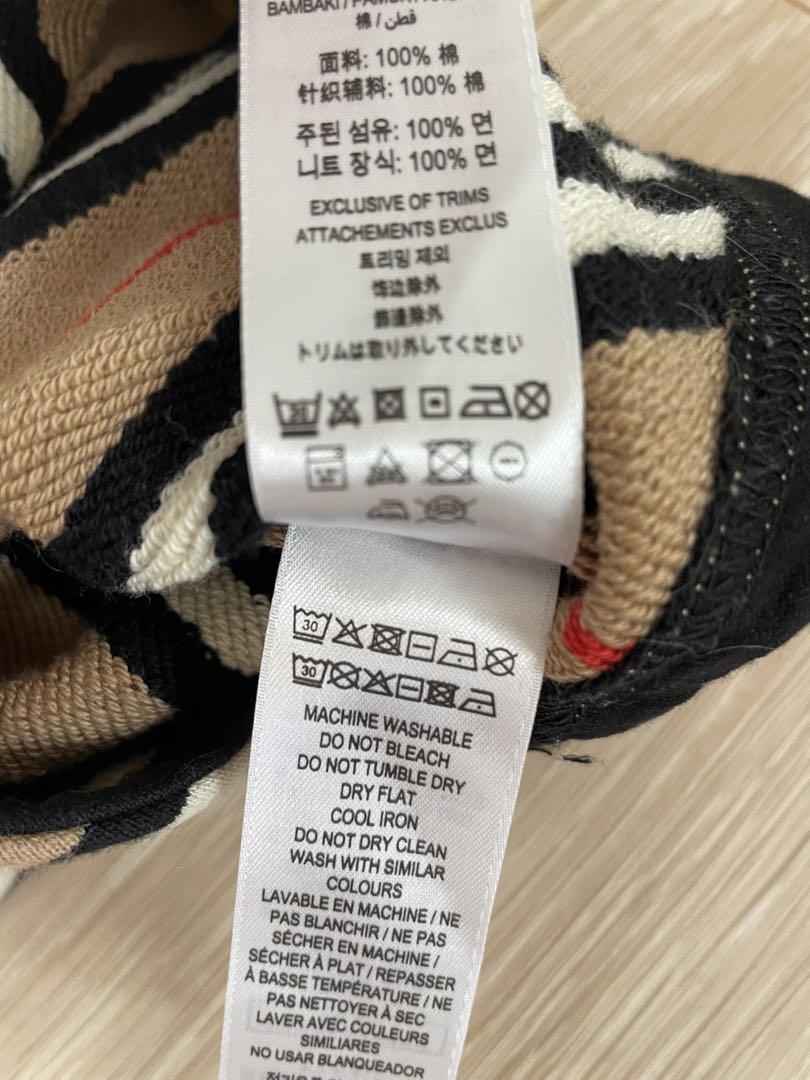 BAMBAKI /
棉 / قطن
面料: 100% 棉
针织辅料: 100% 棉
주된 섬유: 100% 면
니트 장식: 100% 면
EXCLUSIVE OF TRIMS
ATTACHEMENTS EXCLUS
트리밍 제외
饰边除外
飾邊除外
トリムは取り外してください
30
30
30
MACHINE WASHABLE
DO NOT BLEACH
DO NOT TUMBLE DRY
DRY FLAT
COOL IRON
DO NOT DRY CLEAN
WASH WITH SIMILAR
COLOURS
LAVABLE EN MACHINE / NE
PAS BLANCHIR / NE PAS
SÉCHER EN MACHINE /
SÉCHER À PLAT / REPASSER
À BASSE TEMPÉRATURE / NE
PAS NETTOYER À SEC
LAVER AVEC COULEURS
SIMILIARES
NO USAR BLANQUEADOR